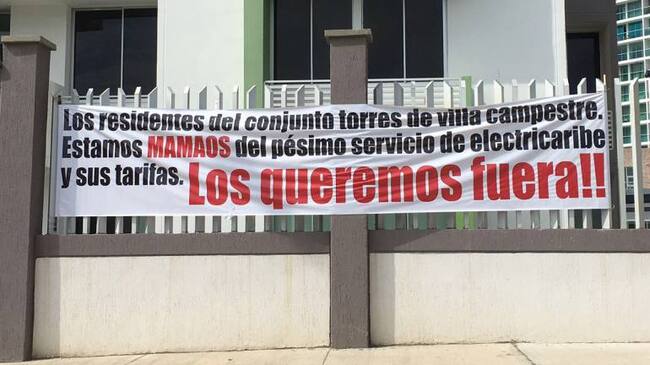 Los residentes del conjunto torres de villa campestre.
Estamos MAMAOS del pésimo servicio de electricaribe
y sus tarifas. Los queremos fuera!!